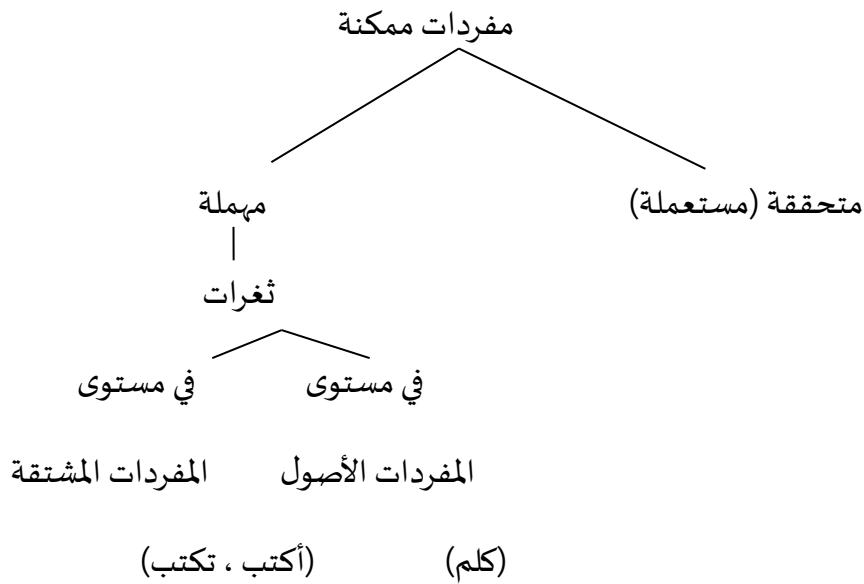 مفردات ممكنة
متحققة (مستعملة)
مهملة
ثغرات
في مستوى
في مستوى
المفردات الأصول
المفردات المشتقة
(كلم)
(أكتب ، تكتب)